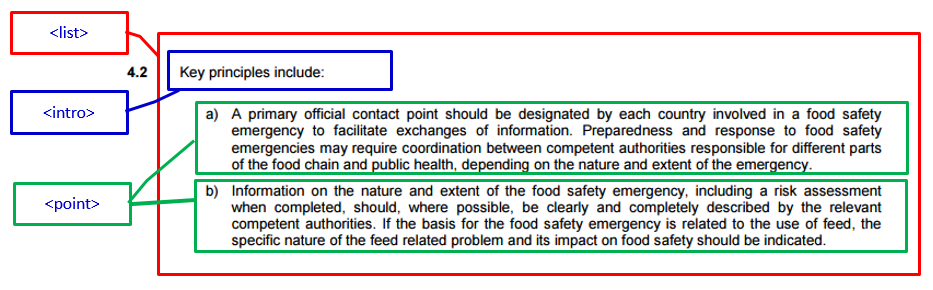 <list>
4.2 Key principles include:
<intro>
a) A primary official contact point should be designated by each country involved in a food safety
emergency to facilitate exchanges of information. Preparedness and response to food safety
emergencies may require coordination between competent authorities responsible for different parts
of the food chain and public health, depending on the nature and extent of the emergency.
<point>
b) Information on the nature and extent of the food safety emergency, including a risk assessment
when completed, should, where possible, be clearly and completely described by the relevant
competent authorities. If the basis for the food safety emergency is related to the use of feed, the
specific nature of the feed related problem and its impact on food safety should be indicated.